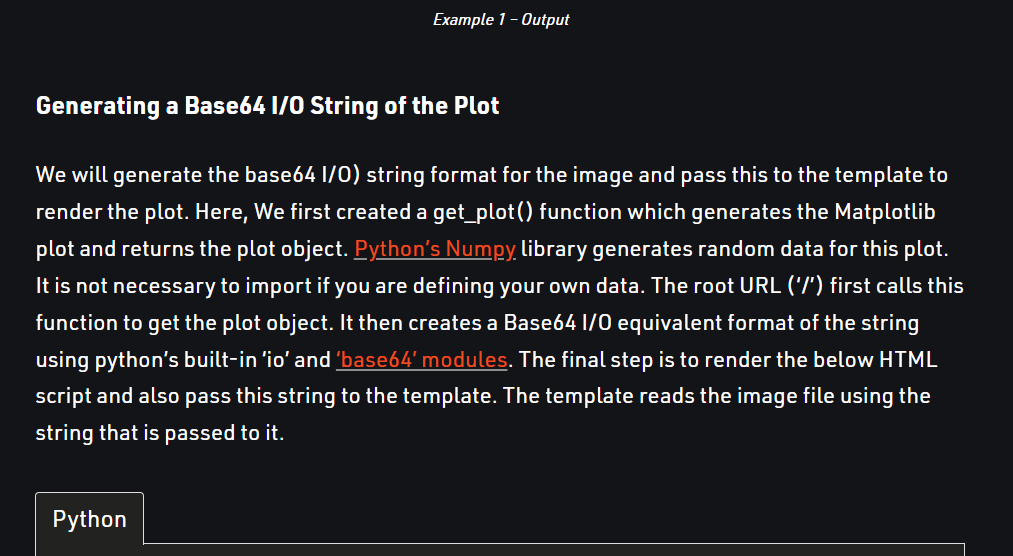 Example 1 – Output
Generating a Base64 I/O String of the Plot
We will generate the base64 I/O) string format for the image and pass this to the template to
render the plot. Here, We first created a get_plot() function which generates the Matplotlib
plot and returns the plot object. Python’s Numpy library generates random data for this plot.
It is not necessary to import if you are defining your own data. The root URL (‘/’) first calls this
function to get the plot object. It then creates a Base64 I/O equivalent format of the string
using python’s built-in ‘io’ and ‘base64’ modules. The final step is to render the below HTML
script and also pass this string to the template. The template reads the image file using the
string that is passed to it.
Python